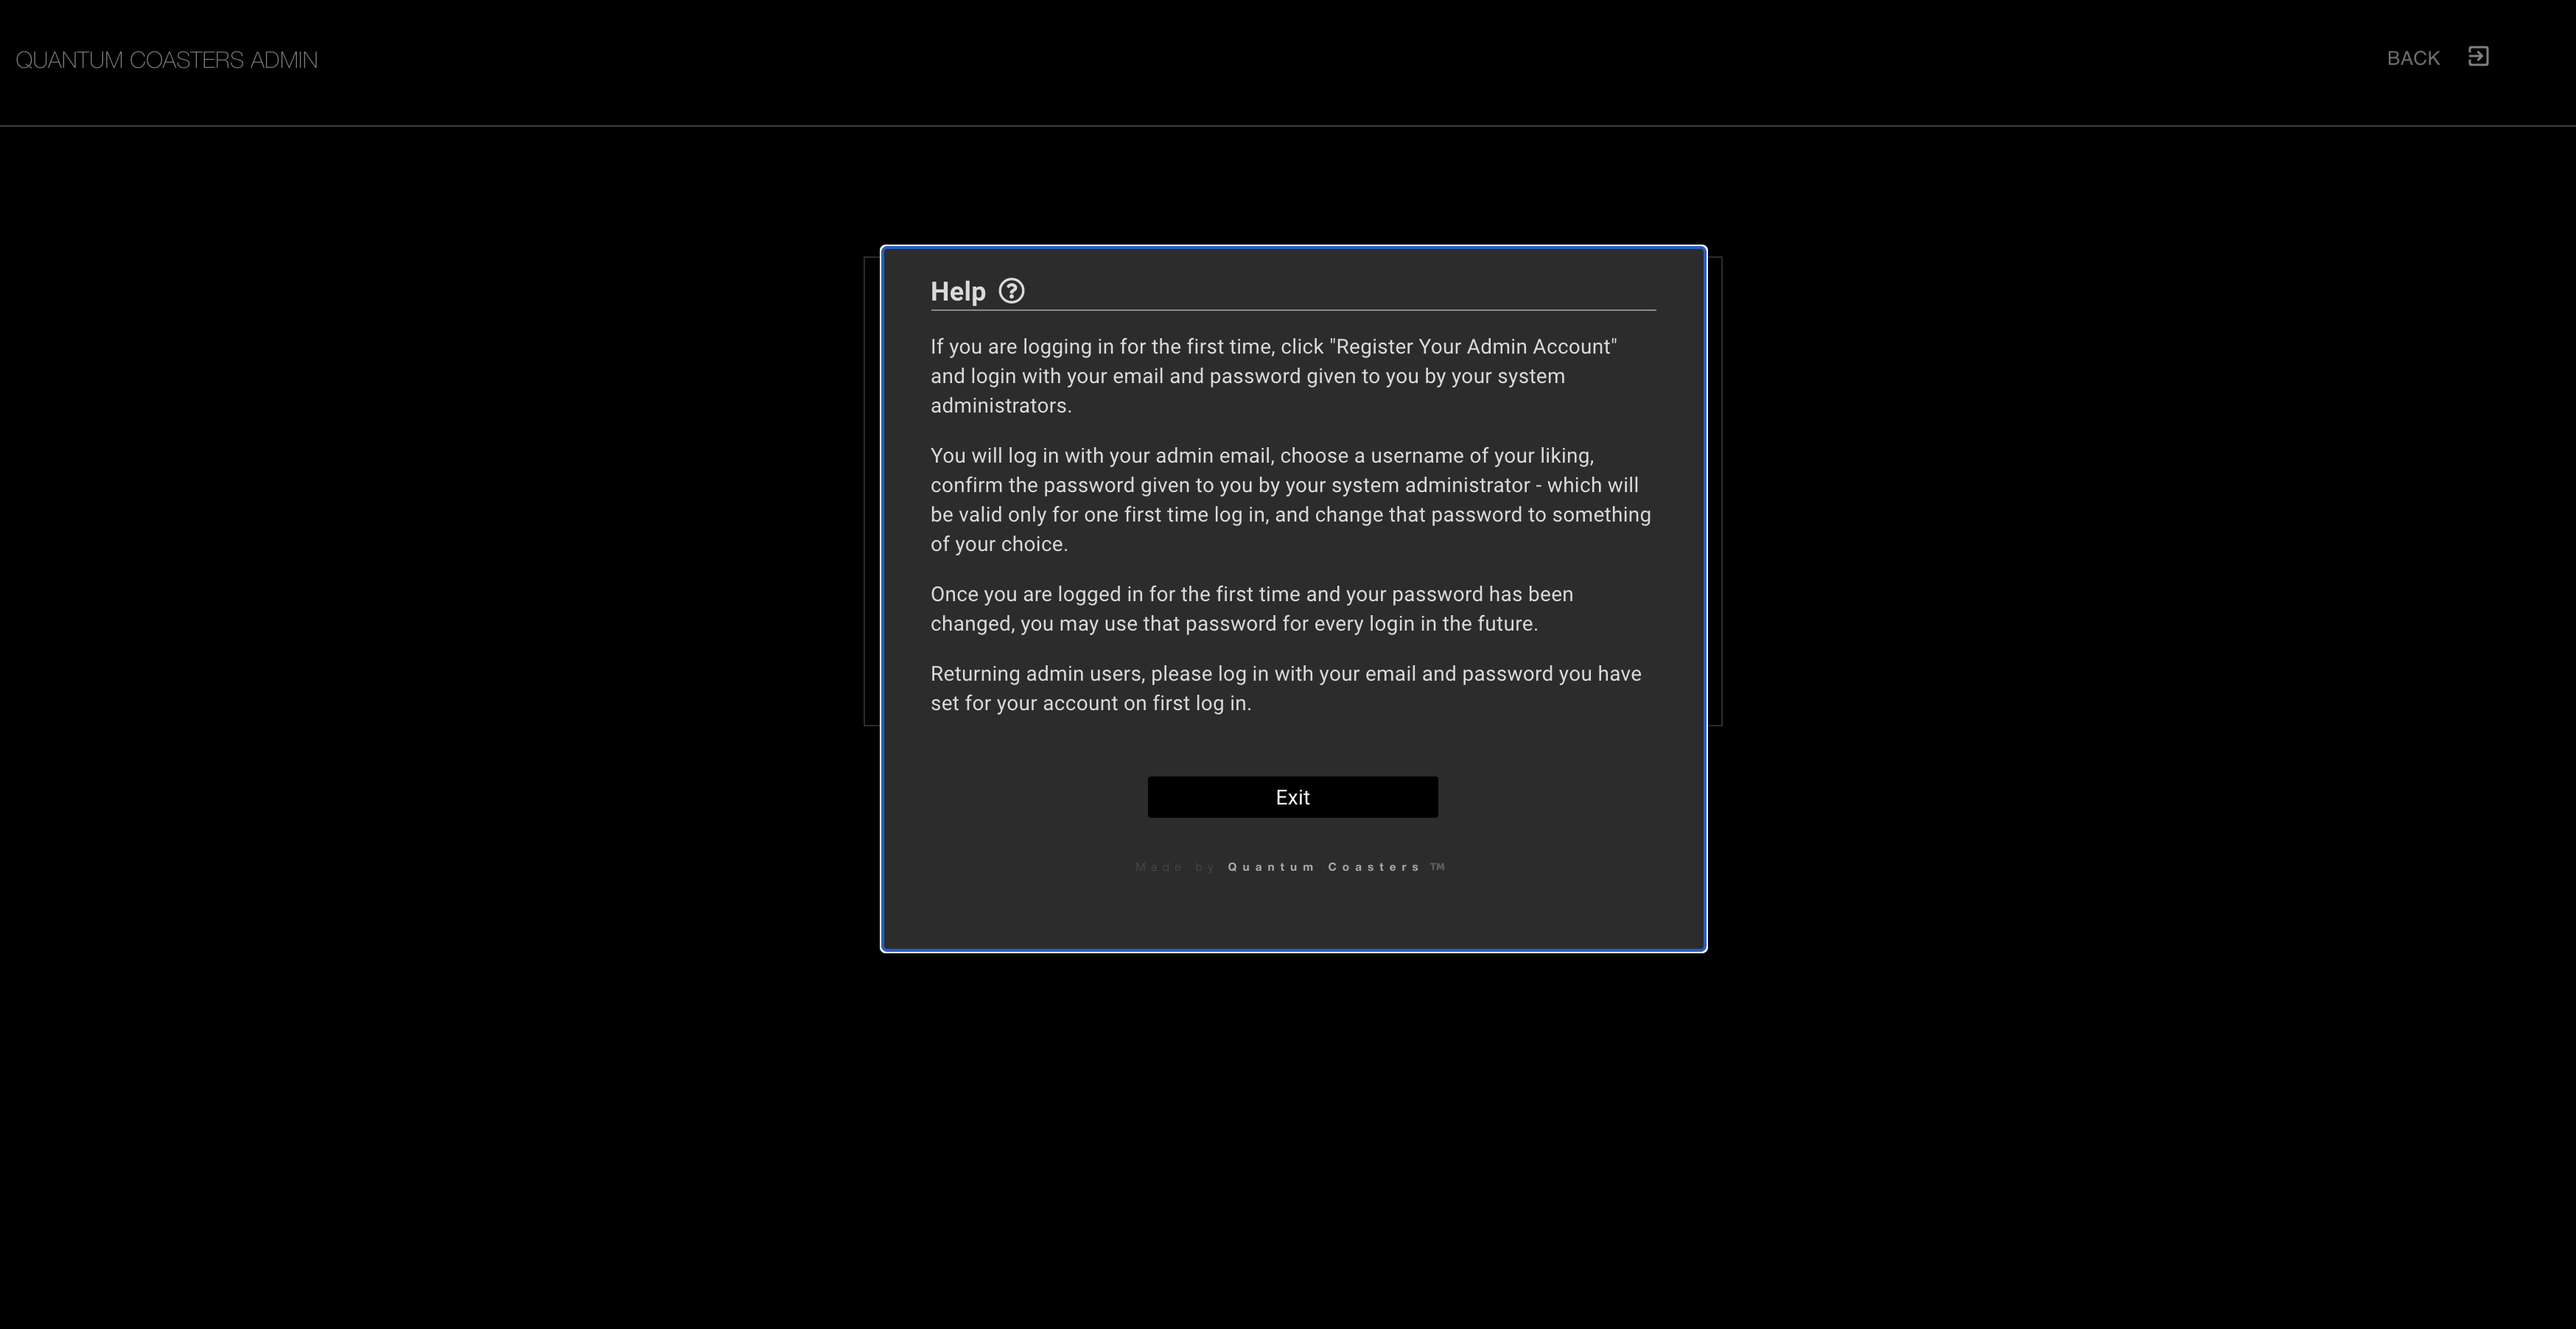 QUANTUM COASTERS ADMIN
BACK
Help
If you are logging in for the first time, click "Register Your Admin Account"
and login with your email and password given to you by your system
administrators.
You will log in with your admin email, choose a username of your liking,
confirm the password given to you by your system administrator - which will
be valid only for one first time log in, and change that password to something
of your choice.
Once you are logged in for the first time and your password has been
changed, you may use that password for every login in the future.
Returning admin users, please log in with your email and password you have
set for your account on first log in.
Exit
Made by Quantum Coasters ™